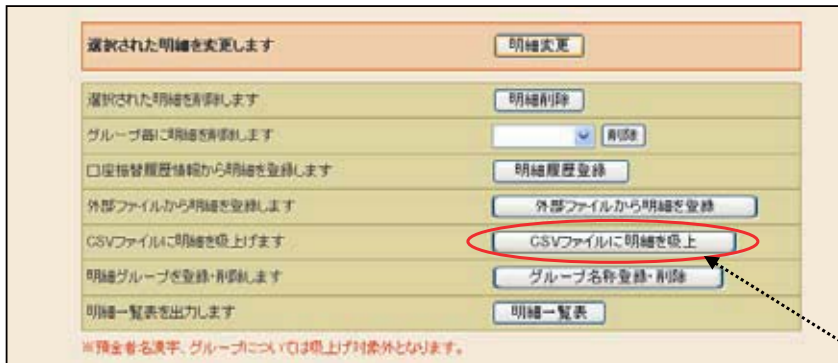 選択された明細を変更します 明細変更
選択された明細を削除します 明細削除
グループ毎に明細を削除します 削除
口座振替履歴情報から明細を登録します 明細履歴登録
外部ファイルから明細を登録します 外部ファイルから明細を登録
CSVファイルに明細を吸上げます CSVファイルに明細を吸上
明細グループを登録・削除します グループ名称登録・削除
明細一覧表を出力します 明細一覧表
※預金者名漢字、グループについては吸上げ対象外となります。